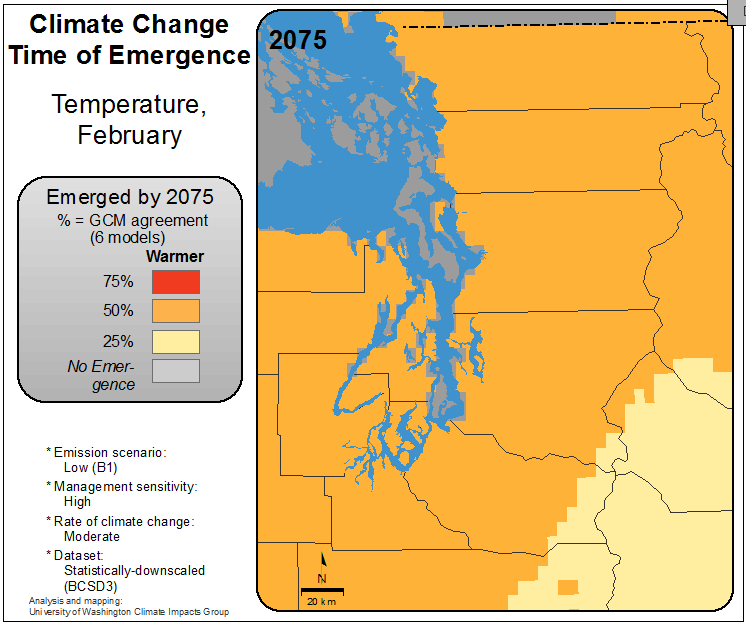 Climate Change
Time of Emergence
Temperature,
February
Emerged by 2075
% = GCM agreement
(6 models)
Warmer
75%
50%
25%
No Emer-
gence
* Emission scenario:
Low (B1)
* Management sensitivity:
High
* Rate of climate change:
Moderate
* Dataset:
Statistically-downscaled
(BCSD3)
Analysis and mapping:
University of Washington Climate Impacts Group
2075
N
20 km